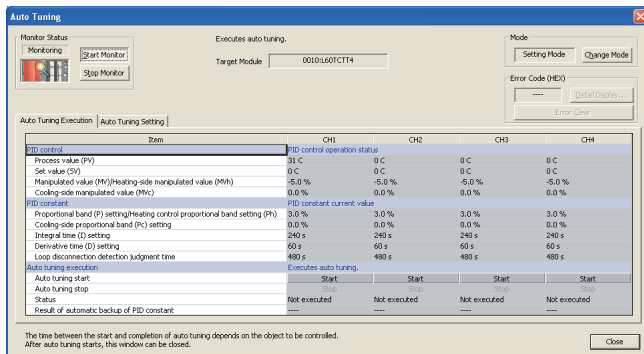 Auto Tuning
Monitor Status
Monitoring
Start Monitor
Stop Monitor
Executes auto tuning.
Target Module 0010:L60TCTT4
Mode
Setting Mode Change Mode
Error Code (HEX)
---- Detail Display...
Error Clear
Auto Tuning Execution Auto Tuning Setting
Item CH1 CH2 CH3 CH4
PID control PID control operation status
Process value (PV) 31 C 0 C 0 C 0 C
Set value (SV) 0 C 0 C 0 C 0 C
Manipulated value (MV)/Heating-side manipulated value (MVh) -5.0 % -5.0 % -5.0 % -5.0 %
Cooling-side manipulated value (MVc) 0.0 % 0.0 % 0.0 % 0.0 %
PID constant PID constant current value
Proportional band (P) setting/Heating control proportional band setting (Ph) 3.0 % 3.0 % 3.0 % 3.0 %
Cooling-side proportional band (Pc) setting 0.0 % 0.0 % 0.0 % 0.0 %
Integral time (I) setting 240 s 240 s 240 s 240 s
Derivative time (D) setting 60 s 60 s 60 s 60 s
Loop disconnection detection judgment time 480 s 480 s 480 s 480 s
Auto tuning execution Executes auto tuning.
Auto tuning start Start Start Start Start
Auto tuning stop Stop Stop Stop Stop
Status Not executed Not executed Not executed Not executed
Result of automatic backup of PID constant ---- ---- ---- ----
The time between the start and completion of auto tuning depends on the object to be controlled.
After auto tuning starts, this window can be closed.
Close